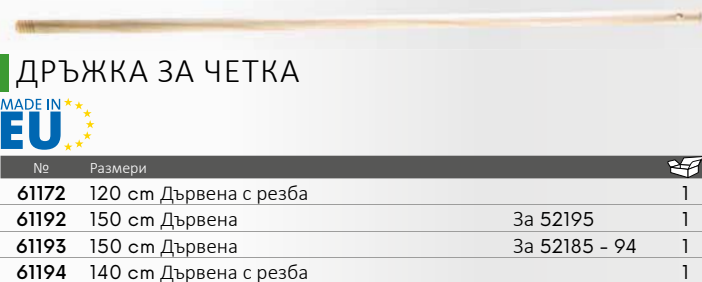 ДРЪЖКА ЗА ЧЕТКА
MADE IN
EU
№ Размери
61172 120 cm Дървена с резба 1
61192 150 cm Дървена За 52195 1
61193 150 cm Дървена За 52185 - 94 1
61194 140 cm Дървена с резба 1